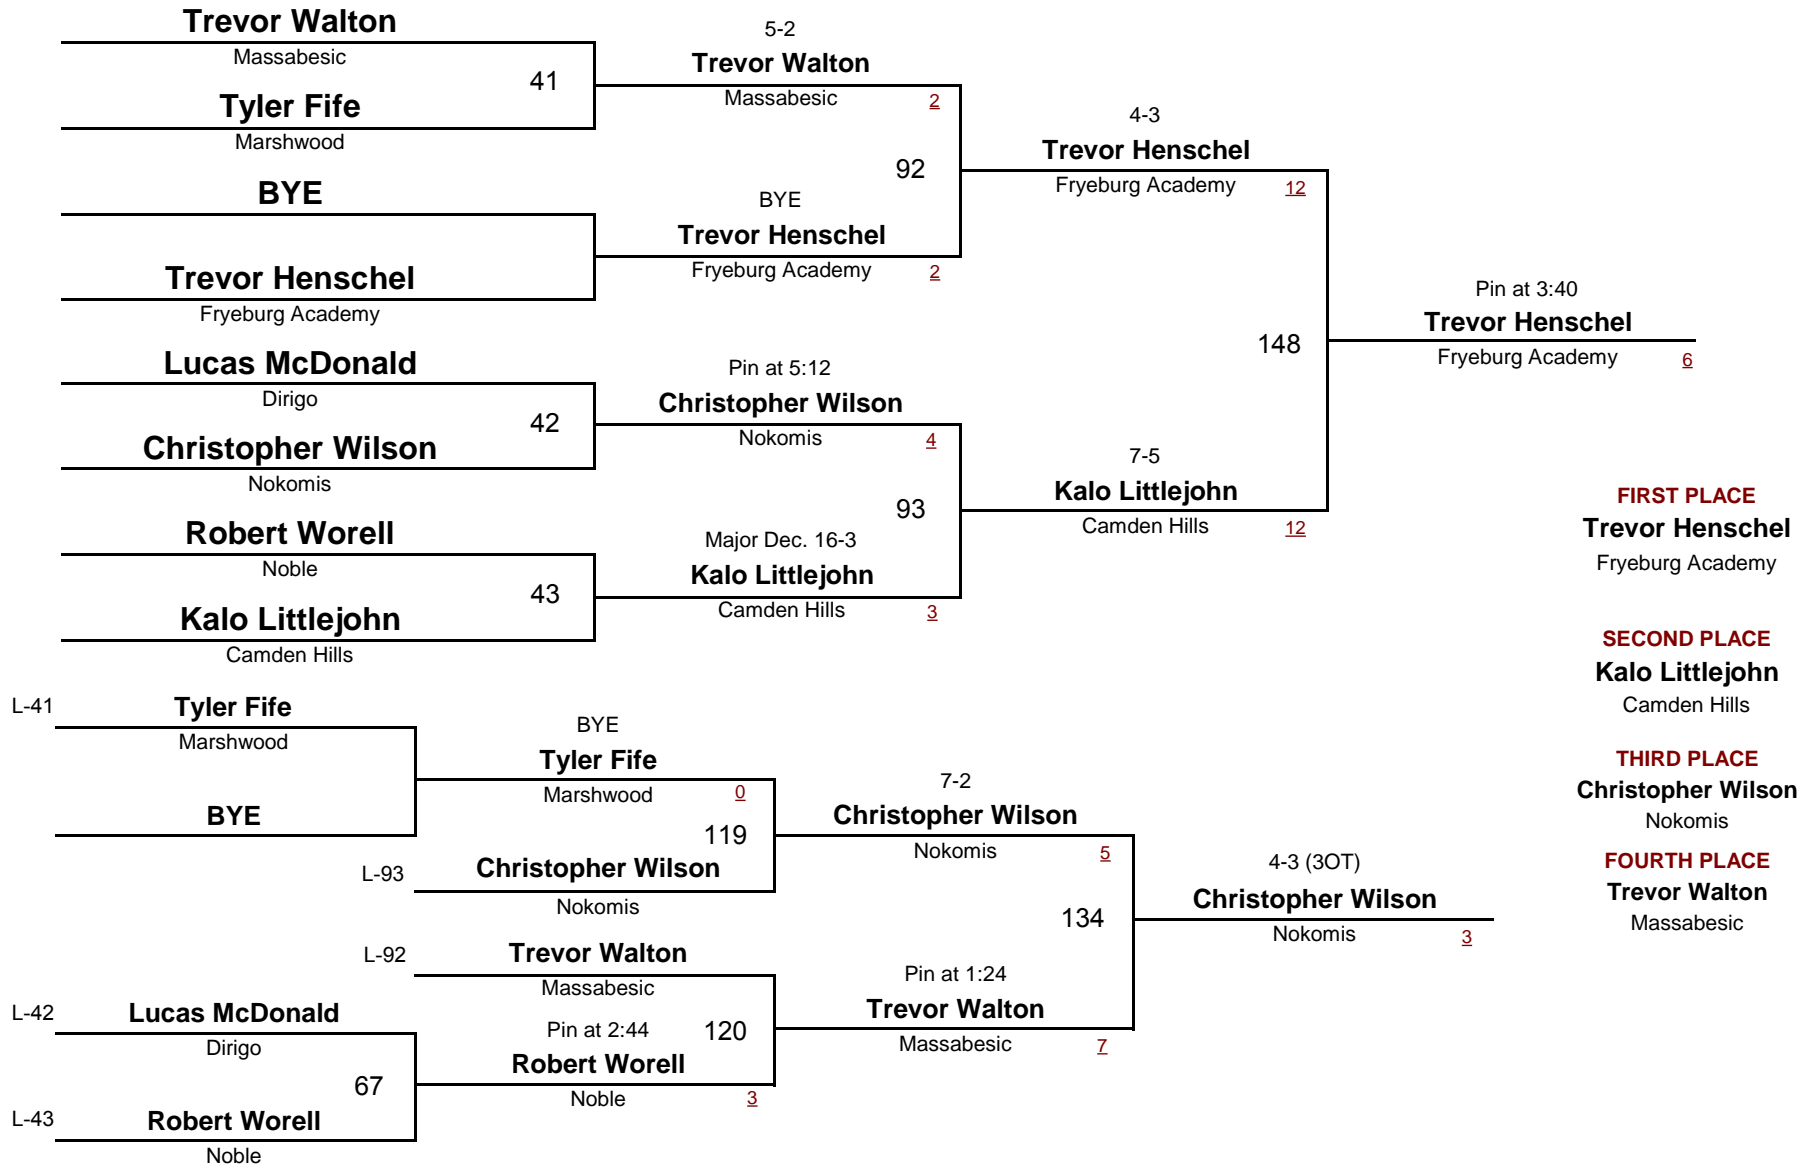 Trevor Walton
Massabesic
41
Tyler Fife
Marshwood
BYE
Trevor Henschel
Fryeburg Academy
Lucas McDonald
Dirigo
42
Christopher Wilson
Nokomis
Robert Worell
Noble
43
Kalo Littlejohn
Camden Hills
5-2
Trevor Walton
Massabesic 2
92
BYE
Trevor Henschel
Fryeburg Academy 2
Pin at 5:12
Christopher Wilson
Nokomis 4
93
Major Dec. 16-3
Kalo Littlejohn
Camden Hills 3
4-3
Trevor Henschel
Fryeburg Academy 12
148
7-5
Kalo Littlejohn
Camden Hills 12
Pin at 3:40
Trevor Henschel
Fryeburg Academy 6
FIRST PLACE
Trevor Henschel
Fryeburg Academy
SECOND PLACE
Kalo Littlejohn
Camden Hills
THIRD PLACE
Christopher Wilson
Nokomis
FOURTH PLACE
Trevor Walton
Massabesic
L-41 Tyler Fife
Marshwood
BYE
BYE
Tyler Fife
Marshwood 0
119
L-93 Christopher Wilson
Nokomis
L-92 Trevor Walton
Massabesic
L-42 Lucas McDonald
Dirigo
67
L-43 Robert Worell
Noble
Pin at 2:44 120
Robert Worell
Noble 3
7-2
Christopher Wilson
Nokomis 5
134
Pin at 1:24
Trevor Walton
Massabesic 7
4-3 (3OT)
Christopher Wilson
Nokomis 3